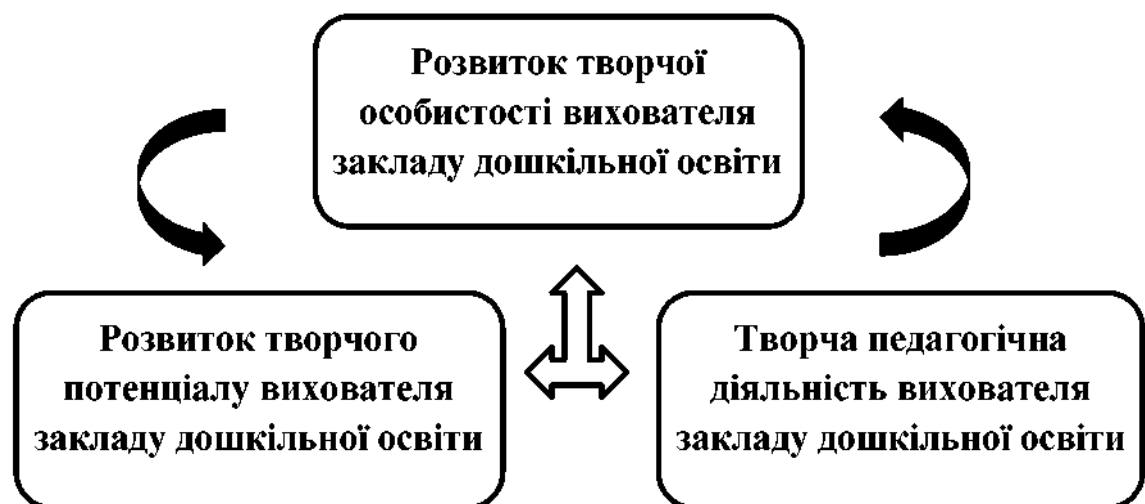 Розвиток творчої
особистості вихователя
закладу дошкільної освіти
Розвиток творчого
потенціалу вихователя
закладу дошкільної освіти
Творча педагогічна
діяльність вихователя
закладу дошкільної освіти